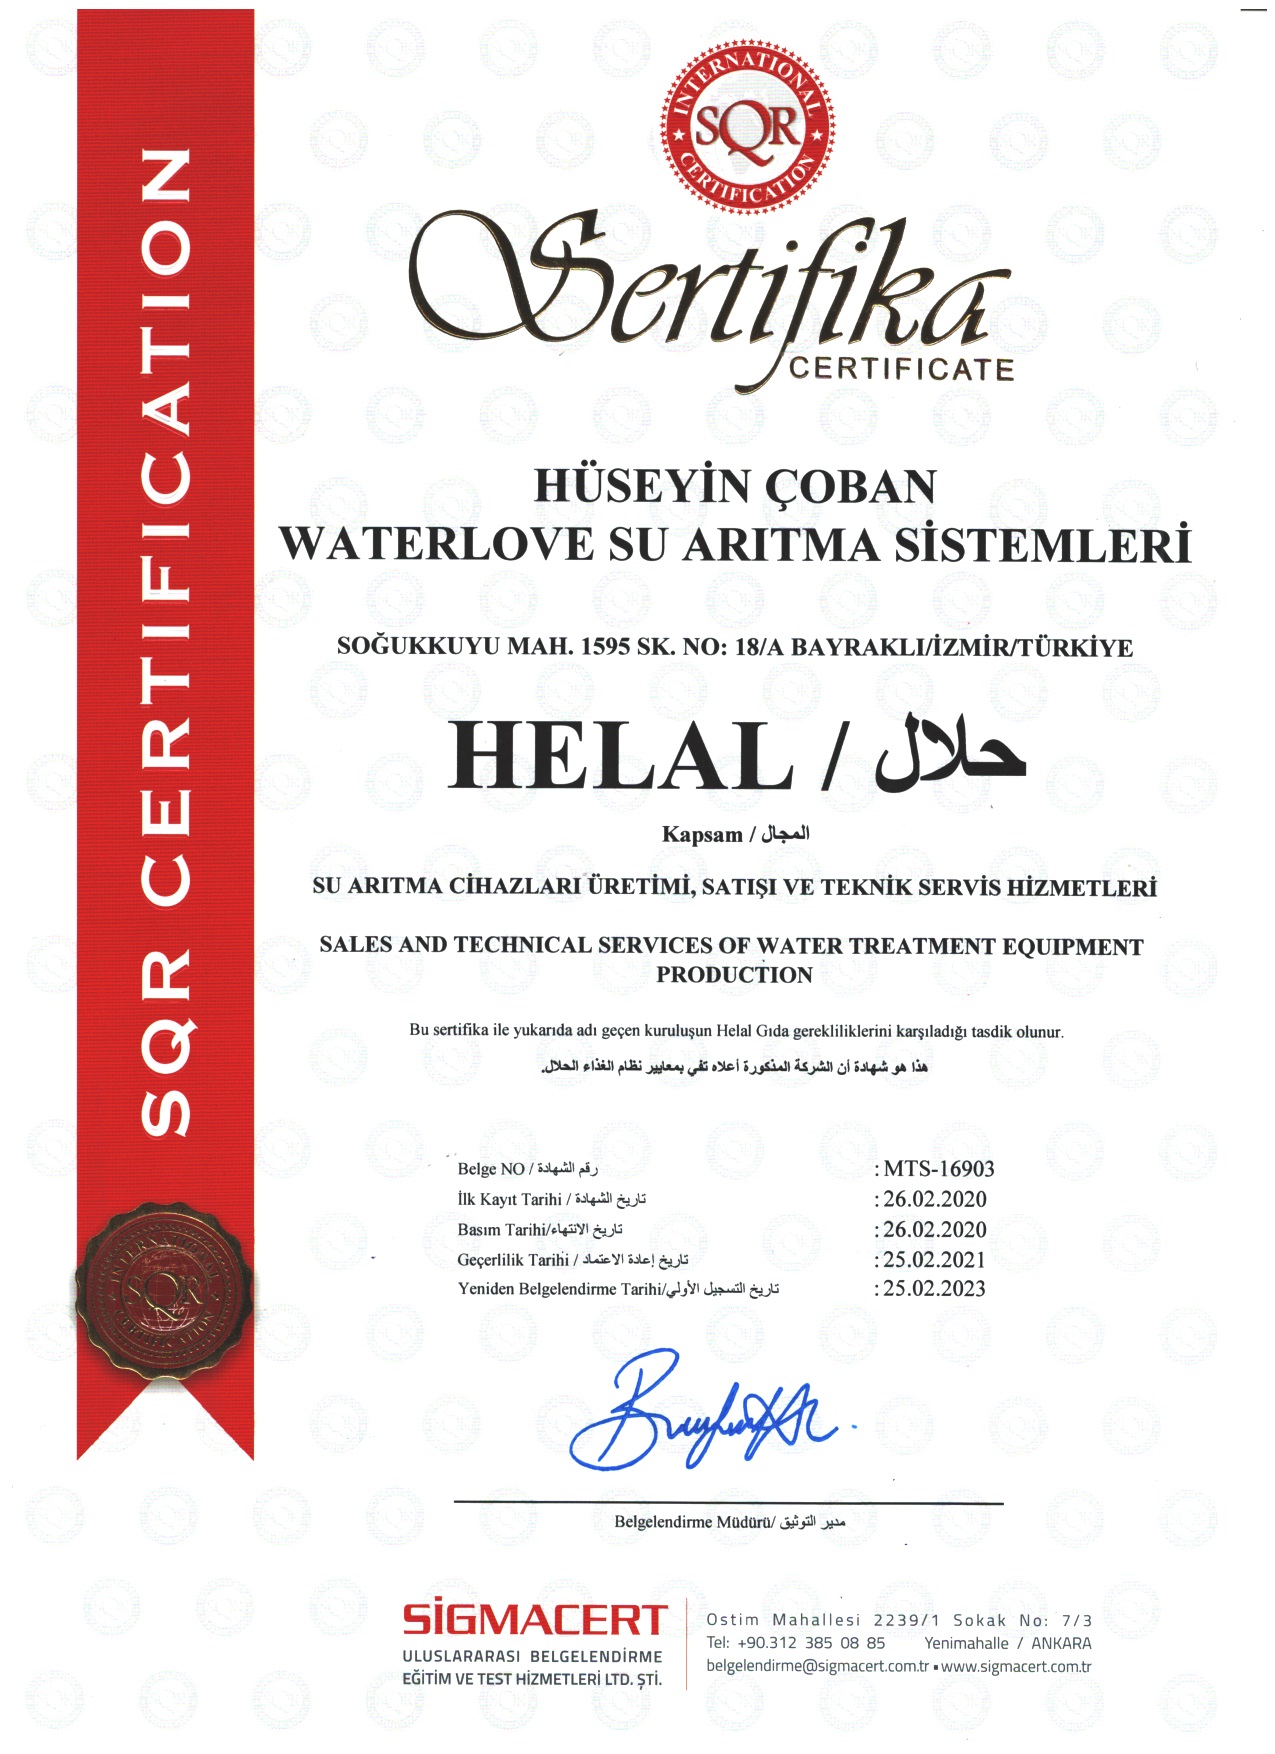 INTERNATIONAL
SQR
CERTIFICATION
Sertifika
CERTIFICATE
SQR CERTIFICATION
HÜSEYİN ÇOBAN
WATERLOVE SU ARITMA SİSTEMLERİ
SOĞUKKUYU MAH. 1595 SK. NO: 18/A BAYRAKLI/İZMİR/TÜRKİYE
HELAL / حلال
Kapsam / المجال
SU ARITMA CİHAZLARI ÜRETİMİ, SATIŞI VE TEKNİK SERVİS HİZMETLERİ
SALES AND TECHNICAL SERVICES OF WATER TREATMENT EQUIPMENT
PRODUCTION
Bu sertifika ile yukarıda adı geçen kuruluşun Helal Gıda gerekliliklerini karşıladığı tasdik olunur.
هذا هو شهادة أن الشركة المذكورة أعلاه تفي بمعايير نظام الغذاء الحلال.
Belge NO / رقم الشهادة : MTS-16903
İlk Kayıt Tarihi / تاريخ الشهادة : 26.02.2020
Basım Tarihi/تاريخ الانتهاء : 26.02.2020
Geçerlilik Tarihi / تاريخ إعادة الاعتماد : 25.02.2021
Yeniden Belgelendirme Tarihi/تاريخ التسجيل الأولي : 25.02.2023
INTERNATIONAL
SQR
CERTIFICATION
Belgelendirme Müdürü/ مدير التوثيق
SİGMACERT
ULUSLARARASI BELGELENDİRME
EĞİTİM VE TEST HİZMETLERİ LTD. ŞTİ.
Ostim Mahallesi 2239/1 Sokak No: 7/3
Tel: +90.312 385 08 85 Yenimahalle / ANKARA
belgelendirme@sigmacert.com.tr ▪ www.sigmacert.com.tr